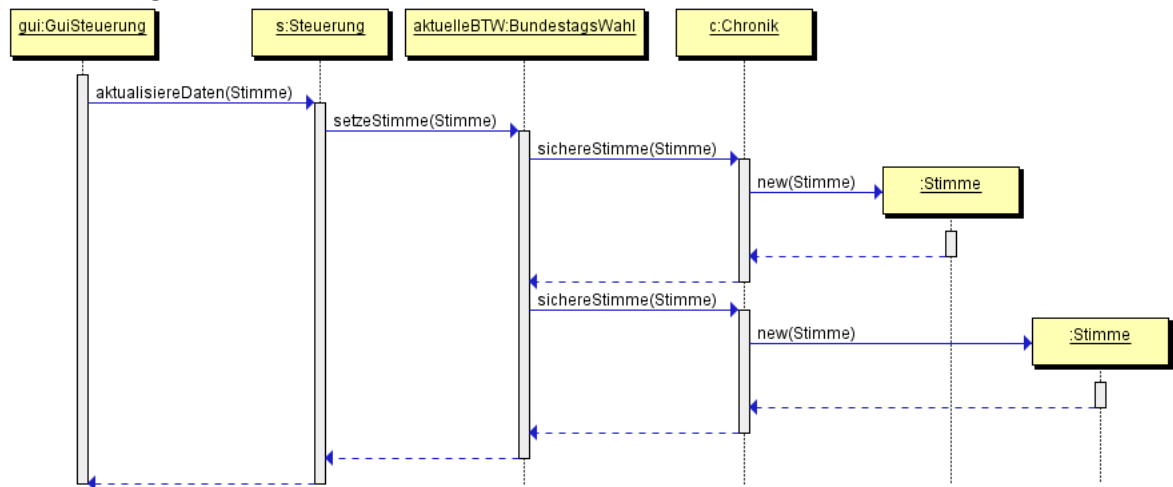 gui:GuiSteuerung
s:Steuerung
aktuelleBTW:BundestagsWahl
c:Chronik
aktualisiereDaten(Stimme)
setzeStimme(Stimme)
sichereStimme(Stimme)
new(Stimme)
:Stimme
sichereStimme(Stimme)
new(Stimme)
:Stimme